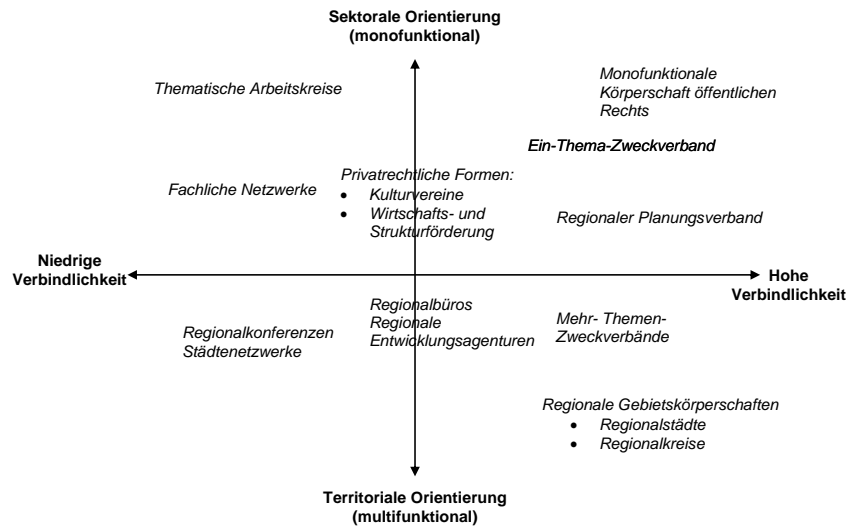 Sektorale Orientierung
(monofunktional)
Thematische Arbeitskreise
Monofunktionale
Körperschaft öffentlichen
Rechts
Ein-Thema-Zweckverband
Fachliche Netzwerke
Privatrechtliche Formen:
• Kulturvereine
• Wirtschafts- und
Strukturförderung
Regionaler Planungsverband
Niedrige
Verbindlichkeit
Hohe
Verbindlichkeit
Regionalkonferenzen
Städtenetzwerke
Regionalbüros
Regionale
Entwicklungsagenturen
Mehr- Themen-
Zweckverbände
Regionale Gebietskörperschaften
• Regionalstädte
• Regionalkreise
Territoriale Orientierung
(multifunktional)